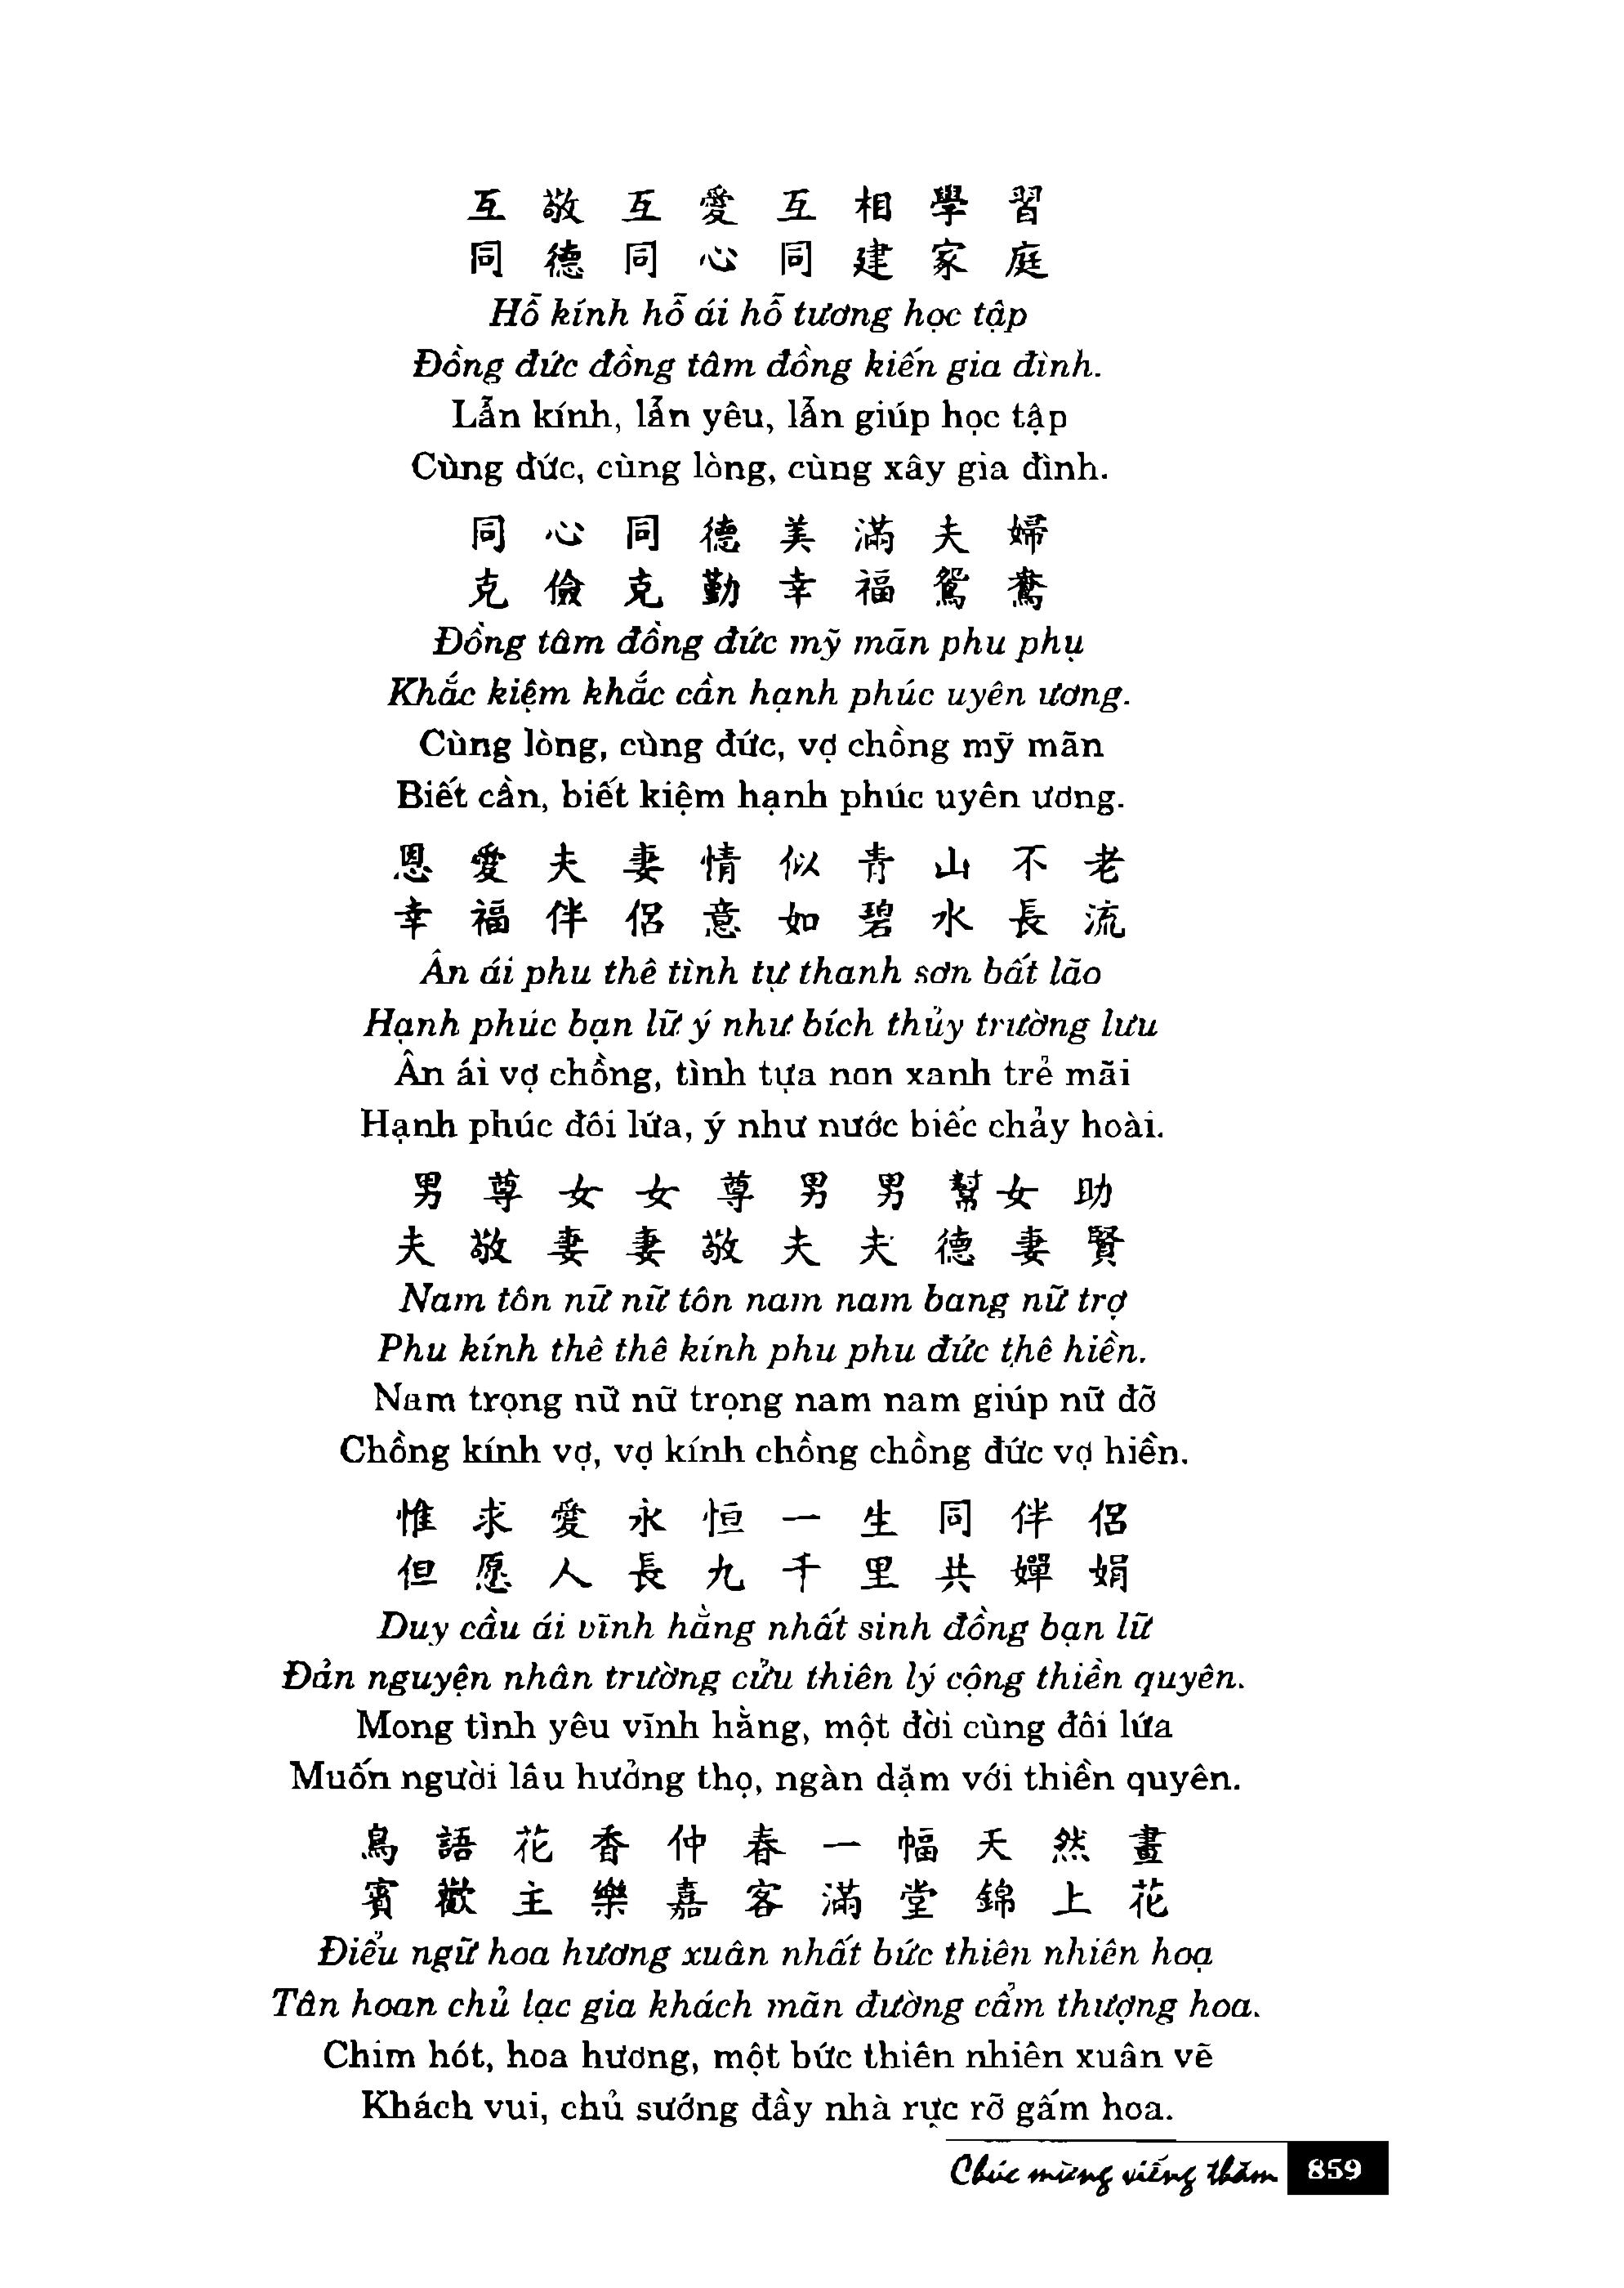 互敬互愛互相學習
同德同心同建家庭
Hỗ kính hỗ ái hỗ tương học tập
Đồng đức đồng tâm đồng kiến gia đình.
Lẫn kính, lẫn yêu, lẫn giúp học tập
Cùng đức, cùng lòng, cùng xây gia đình.
同心同德美滿夫婦
克儉克勤幸福鴛鴦
Đồng tâm đồng đức mỹ mãn phu phụ
Khắc kiệm khắc cần hạnh phúc uyên ương.
Cùng lòng, cùng đức, vợ chồng mỹ mãn
Biết cần, biết kiệm hạnh phúc uyên ương.
恩愛夫妻情似青山不老
幸福伴侶意如碧水長流
Ân ái phu thê tình tự thanh sơn bất lão
Hạnh phúc bạn lữ ý như bích thủy trường lưu
Ân ái vợ chồng, tình tựa non xanh trẻ mãi
Hạnh phúc đôi lứa, ý như nước biếc chảy hoài.
男尊女女尊男男幫女助
夫敬妻妻敬夫夫德妻賢
Nam tôn nữ nữ tôn nam nam bang nữ trợ
Phu kính thê thê kính phu phu đức thê hiền.
Nam trọng nữ nữ trọng nam nam giúp nữ đỡ
Chồng kính vợ, vợ kính chồng chồng đức vợ hiền.
惟求愛永恒一生同伴侶
但愿人長九千里共嬋娟
Duy cầu ái vĩnh hằng nhất sinh đồng bạn lữ
Đản nguyện nhân trường cửu thiên lý cộng thiền quyên.
Mong tình yêu vĩnh hằng, một đời cùng đôi lứa
Muốn người lâu hưởng thọ, ngàn dặm với thiền quyên.
鳥語花香仲春一幅天然畫
賓歡主樂嘉客滿堂錦上花
Điểu ngữ hoa hương xuân nhất bức thiên nhiên hoạ
Tân hoan chủ lạc gia khách mãn đường cẩm thượng hoa.
Chim hót, hoa hương, một bức thiên nhiên xuân vẽ
Khách vui, chủ sướng đầy nhà rực rỡ gấm hoa.
Chúc mừng viếng thăm 859